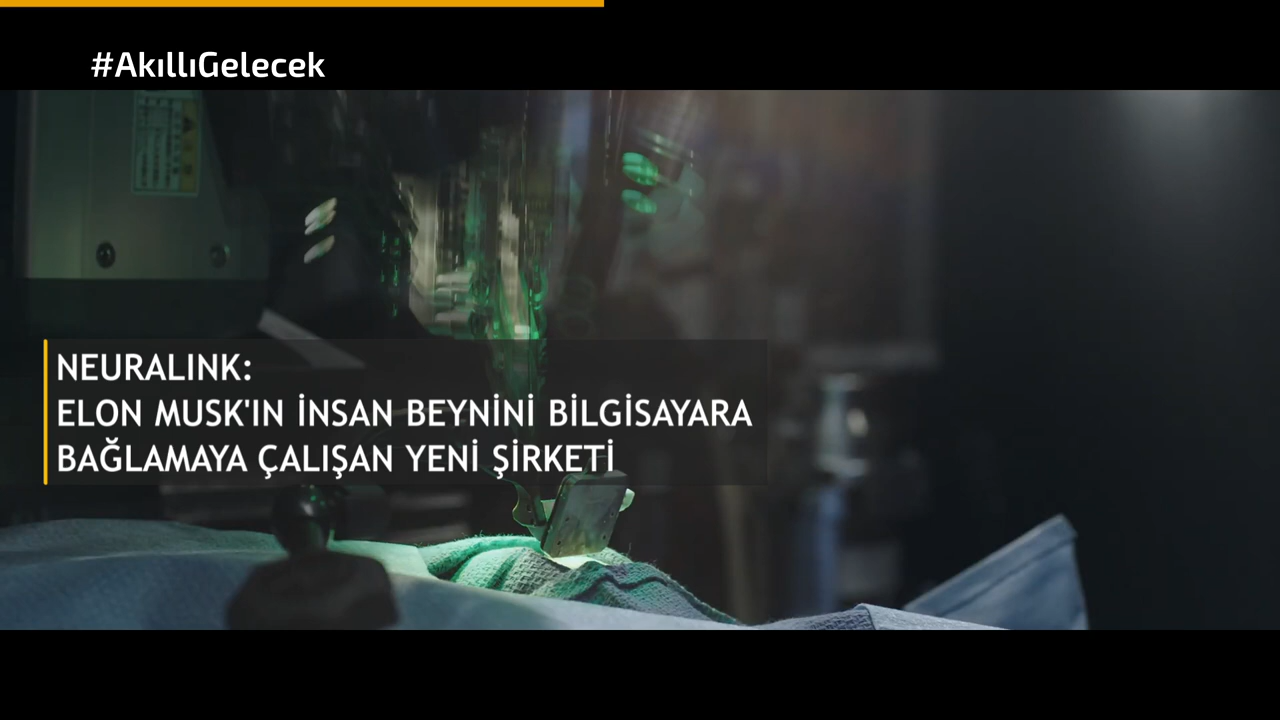 #AkıllıGelecek
NEURALINK:
ELON MUSK'IN İNSAN BEYNİNİ BİLGİSAYARA
BAĞLAMAYA ÇALIŞAN YENİ ŞİRKETİ